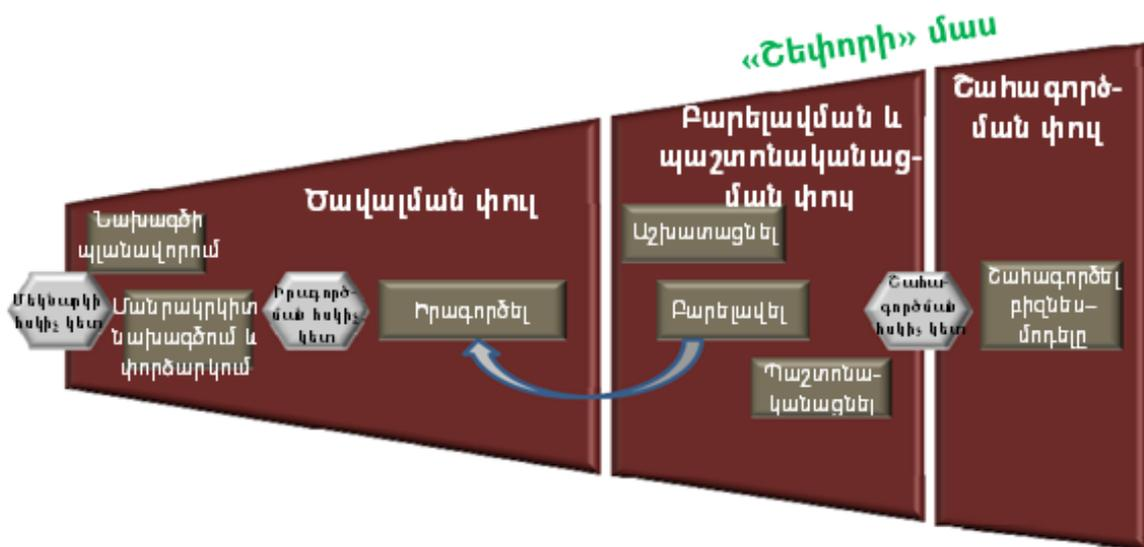 «Շեփորի» մաս
Ծավալման փուլ
Նախագծի
պլանավորում
Մեկնարկի
հսկիչ կետ
Մանրակրկիտ
նախագծում և
փորձարկում
Իրագործ-
ման հսկիչ
կետ
Իրագործել
Բարելավման և
պաշտոնականաց-
ման փուլ
Աշխատացնել
Բարելավել
Պաշտոնա-
կանացնել
Շահագործ-
ման փուլ
Շահա-
գործման
հսկիչ կետ
Շահագործել
բիզնես–
մոդելը